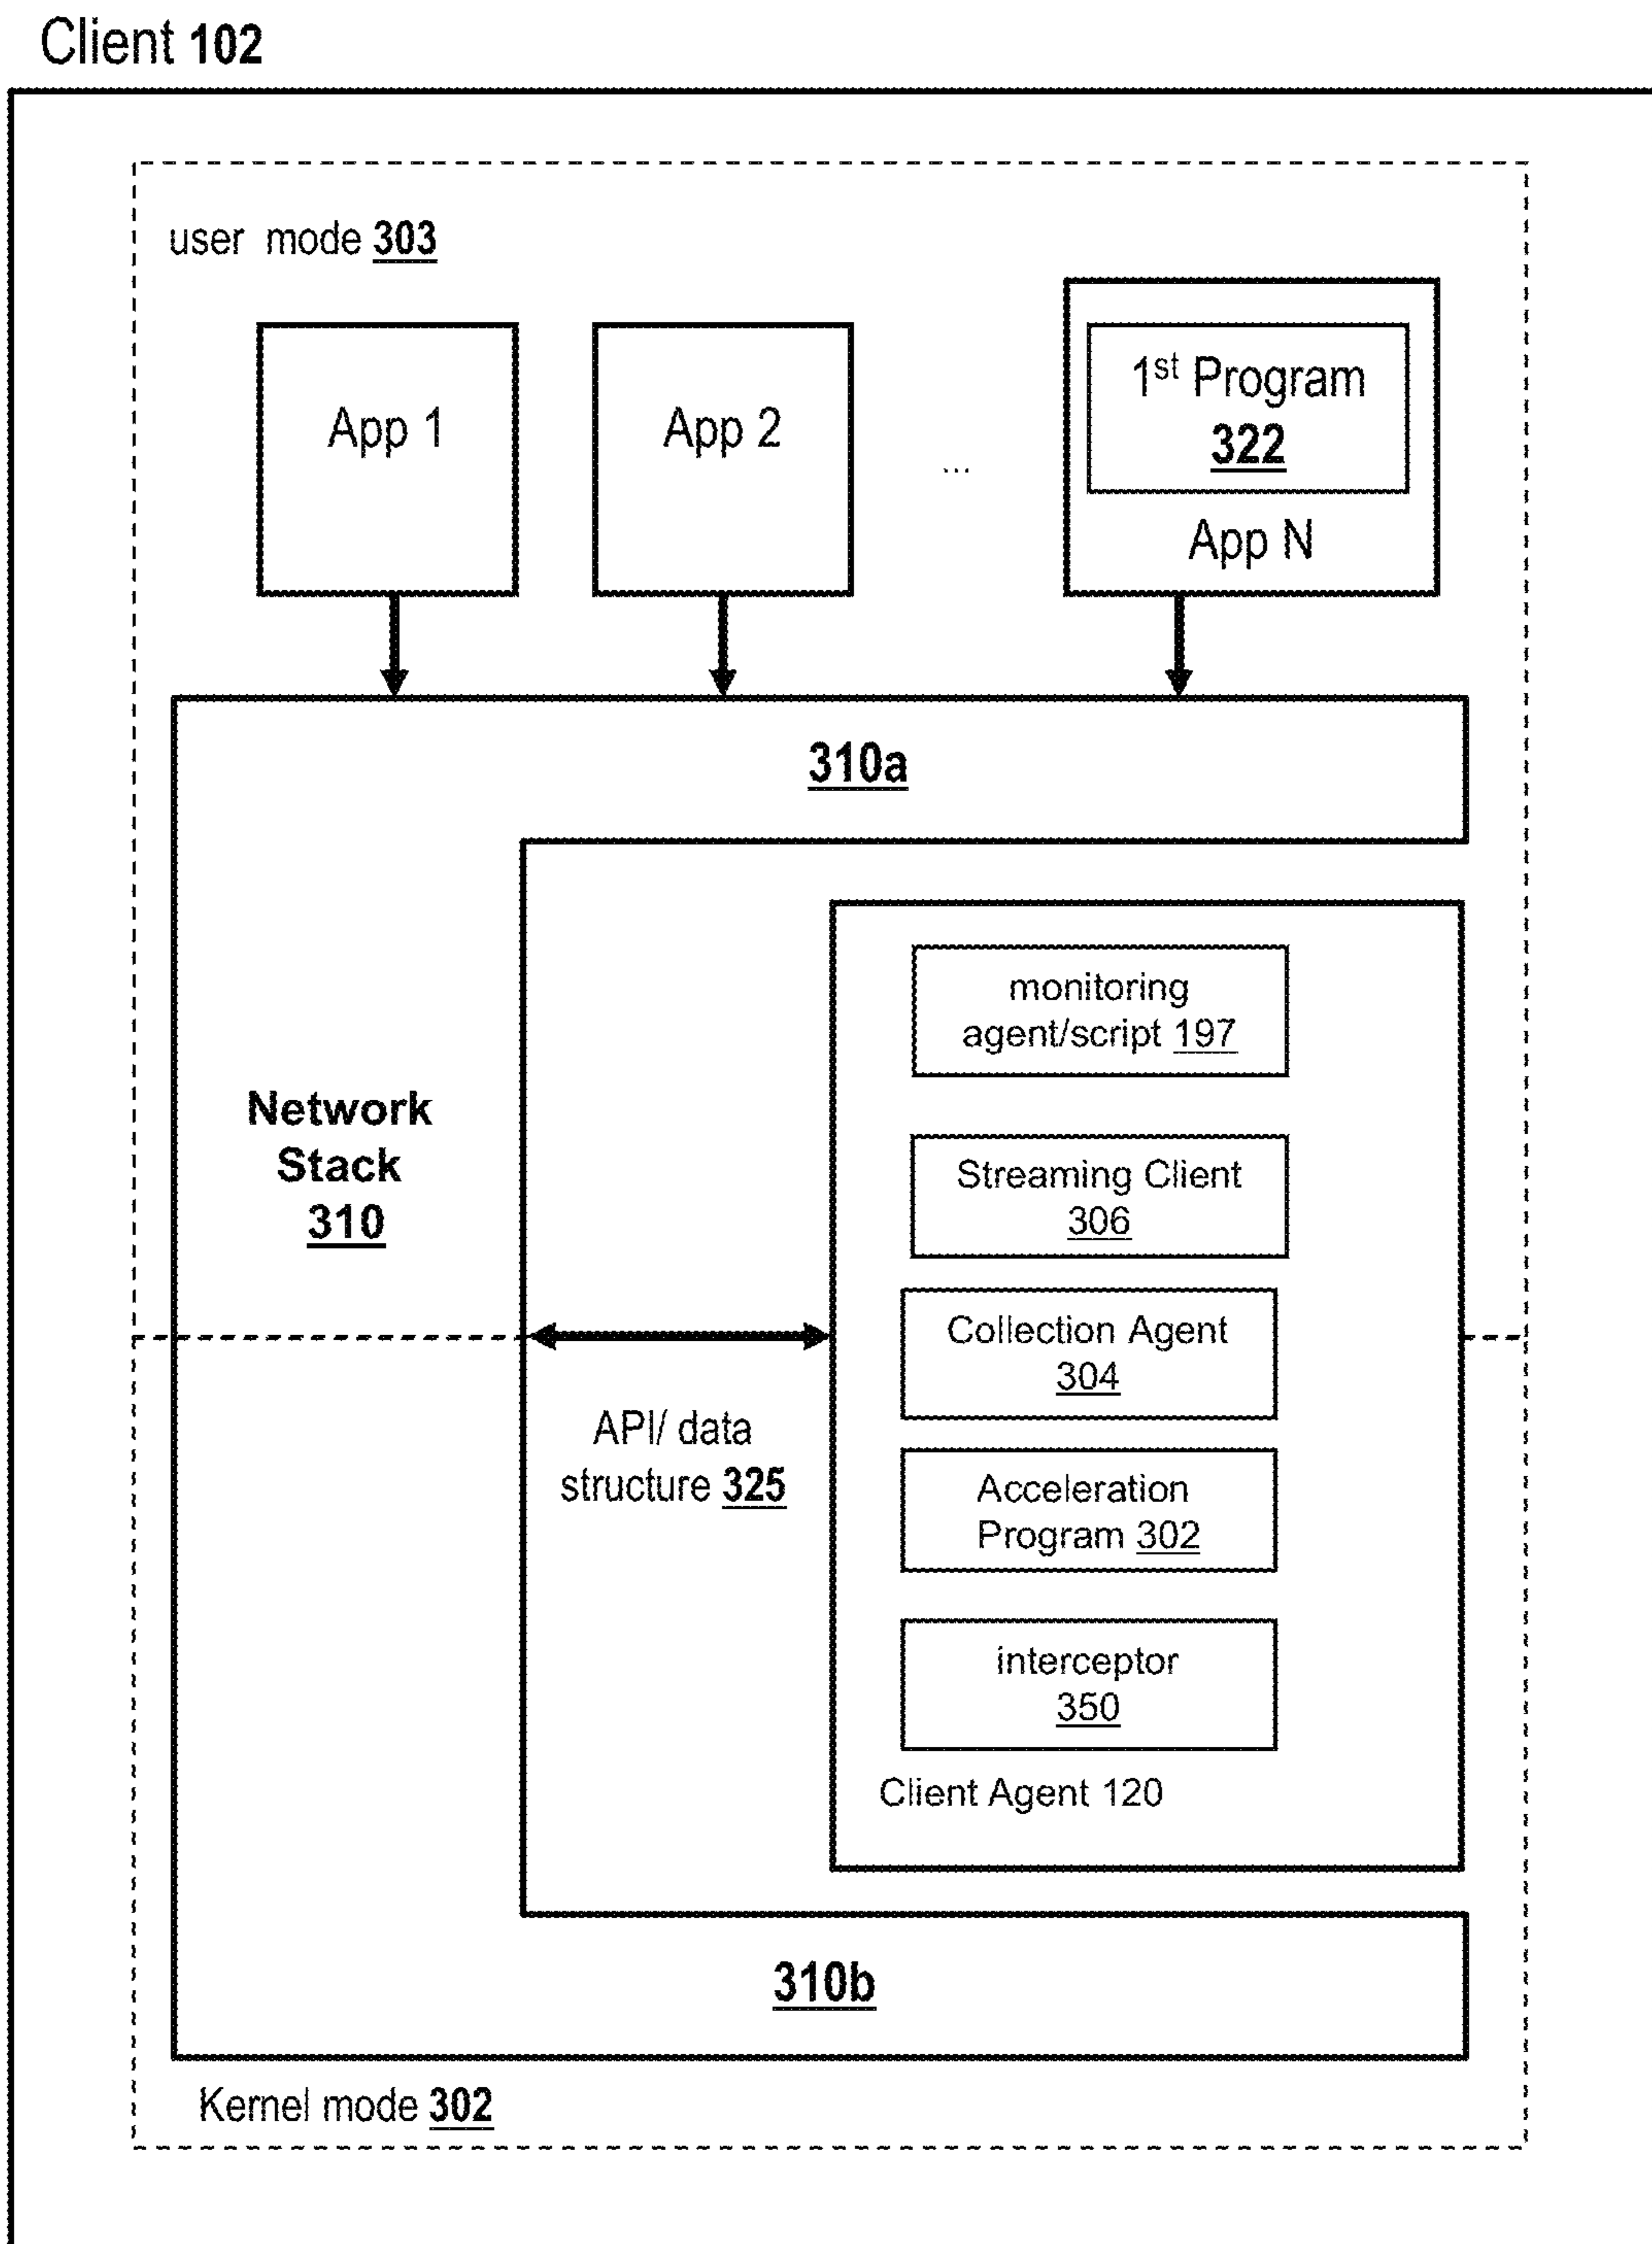 Client 102
user mode 303
App 1
App 2
...
1st Program
322
App N
310a
monitoring
agent/script 197
Network
Stack
310
Streaming Client
306
Collection Agent
304
API/ data
structure 325
Acceleration
Program 302
interceptor
350
Client Agent 120
310b
Kernel mode 302